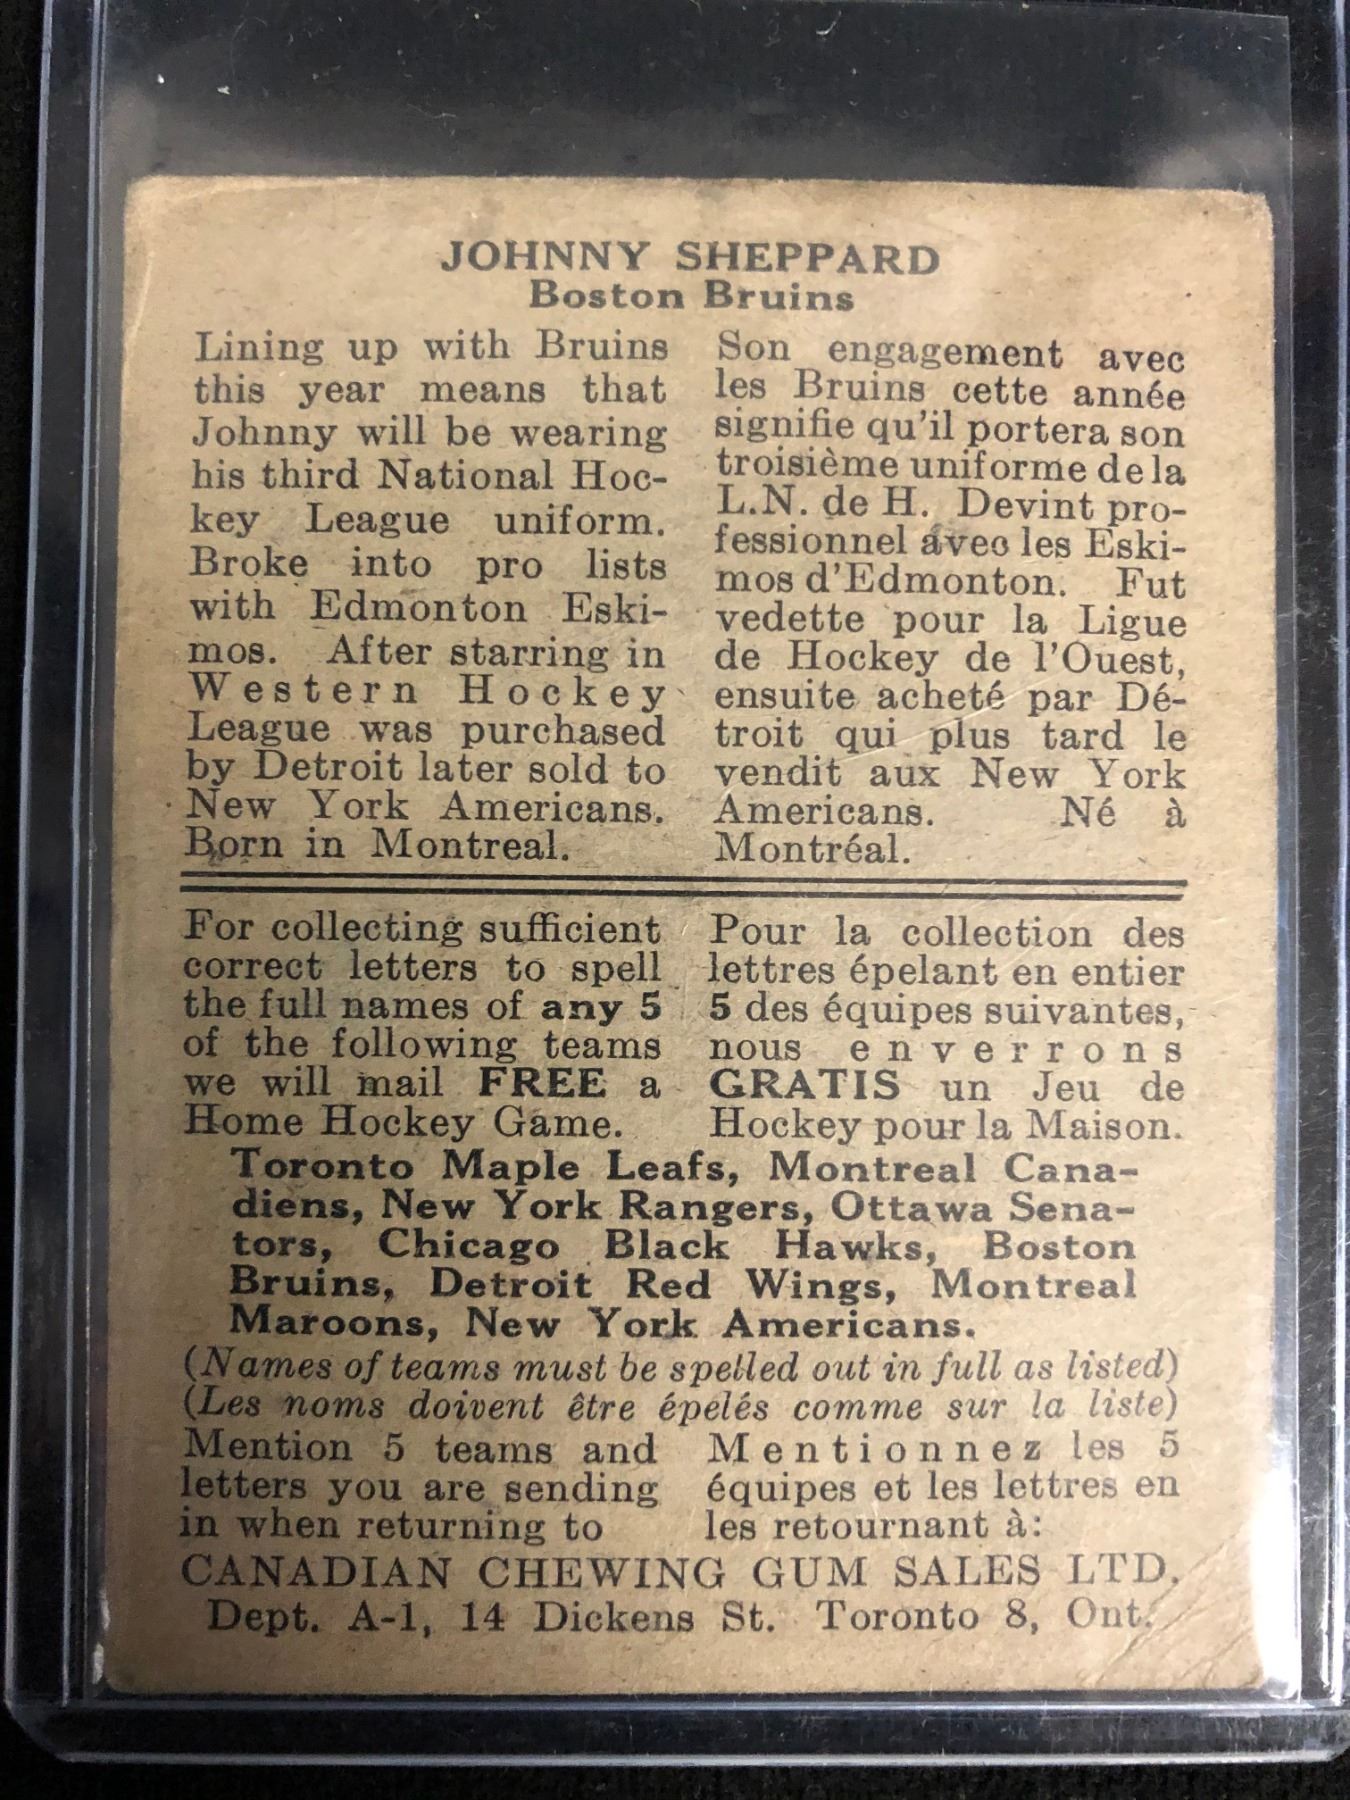 JOHNNY SHEPPARD
Boston Bruins
Lining up with Bruins
this year means that
Johnny will be wearing
his third National Hoc-
key League uniform.
Broke into pro lists
with Edmonton Eski-
mos. After starring in
Western Hockey
League was purchased
by Detroit later sold to
New York Americans.
Born in Montreal.
Son engagement avec
les Bruins cette année
signifie qu'il portera son
troisième uniforme de la
L.N. de H. Devint pro-
fessionnel avec les Eski-
mos d'Edmonton. Fut
vedette pour la Ligue
de Hockey de l'Ouest,
ensuite acheté par Dé-
troit qui plus tard le
vendit aux New York
Americans. Né à
Montréal.
For collecting sufficient
correct letters to spell
the full names of any 5
of the following teams
we will mail FREE a
Home Hockey Game.
Pour la collection des
lettres épelant en entier
5 des équipes suivantes,
nous enverrons
GRATIS un Jeu de
Hockey pour la Maison.
Toronto Maple Leafs, Montreal Cana-
diens, New York Rangers, Ottawa Sena-
tors, Chicago Black Hawks, Boston
Bruins, Detroit Red Wings, Montreal
Maroons, New York Americans.
(Names of teams must be spelled out in full as listed)
(Les noms doivent être épelés comme sur la liste)
Mention 5 teams and
letters you are sending
in when returning to
Mentionnez les 5
équipes et les lettres en
les retournant à:
CANADIAN CHEWING GUM SALES LTD.
Dept. A-1, 14 Dickens St. Toronto 8, Ont.